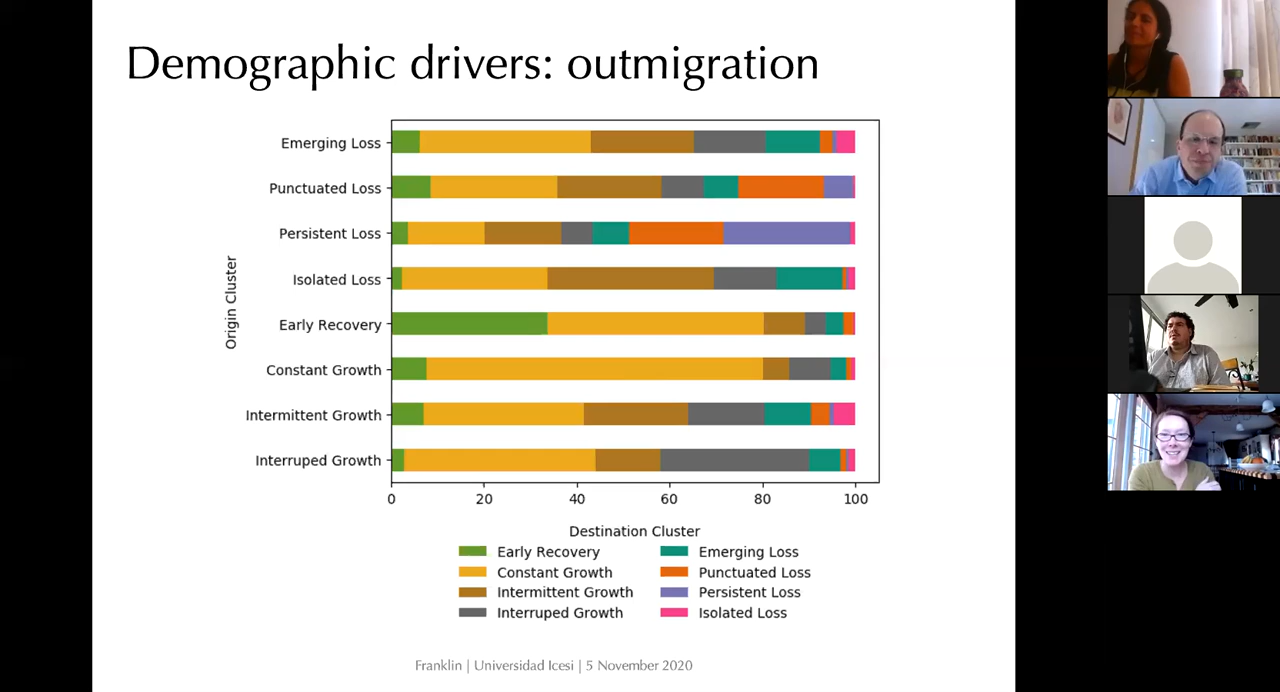 Demographic drivers: outmigration
Emerging Loss
Punctuated Loss
Persistent Loss
Isolated Loss
Early Recovery
Constant Growth
Intermittent Growth
Interruped Growth
Origin Cluster
0 20 40 60 80 100
Destination Cluster
Early Recovery
Constant Growth
Intermittent Growth
Interruped Growth
Emerging Loss
Punctuated Loss
Persistent Loss
Isolated Loss
Franklin | Universidad Icesi | 5 November 2020